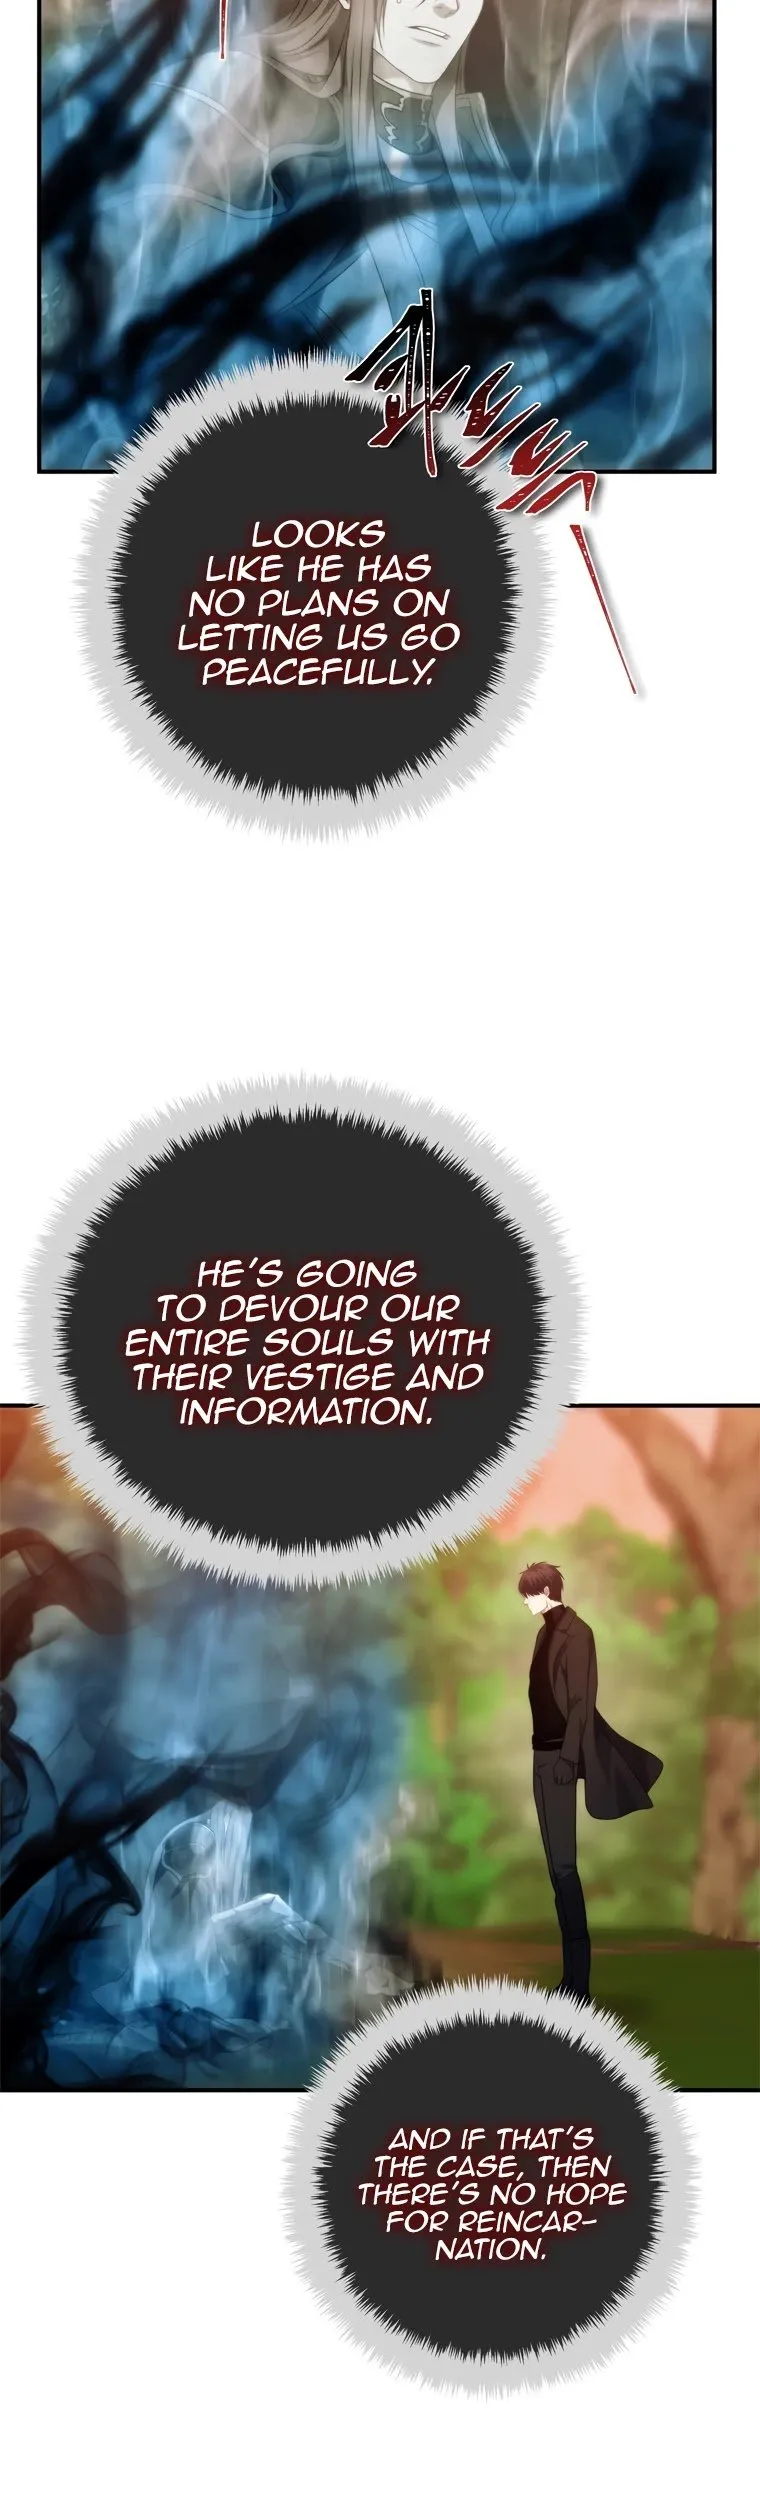 LOOKS
LIKE HE HAS
NO PLANS ON
LETTING US GO
PEACEFULLY.
HE'S GOING
TO DEVOUR OUR
ENTIRE SOULS WITH
THEIR VESTIGE AND
INFORMATION.
AND IF THAT'S
THE CASE, THEN
THERE'S NO HOPE
FOR REINCAR-
NATION.